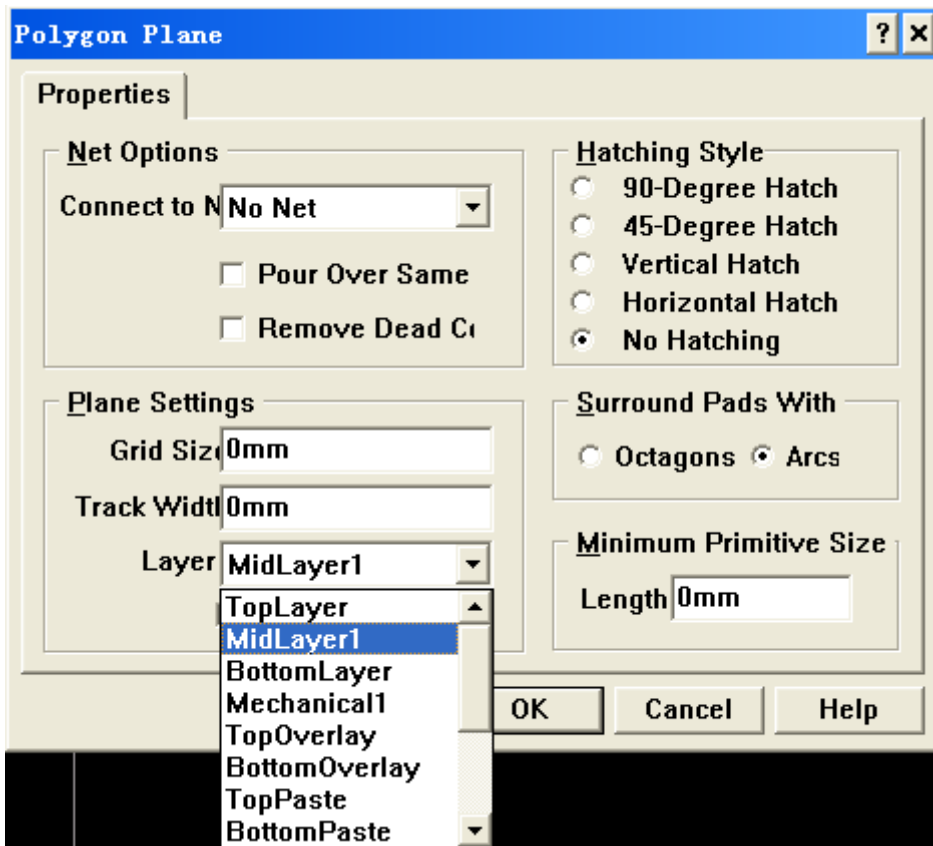 Polygon Plane
Properties
Net Options
Connect to N No Net
Pour Over Same
Remove Dead Co
Hatching Style
90-Degree Hatch
45-Degree Hatch
Vertical Hatch
Horizontal Hatch
No Hatching
Plane Settings
Grid Size 0mm
Track Widt 0mm
Layer MidLayer1
TopLayer
MidLayer1
BottomLayer
Mechanical1
TopOverlay
BottomOverlay
TopPaste
BottomPaste
Surround Pads With
Octagons Arcs
Minimum Primitive Size
Length 0mm
OK Cancel Help